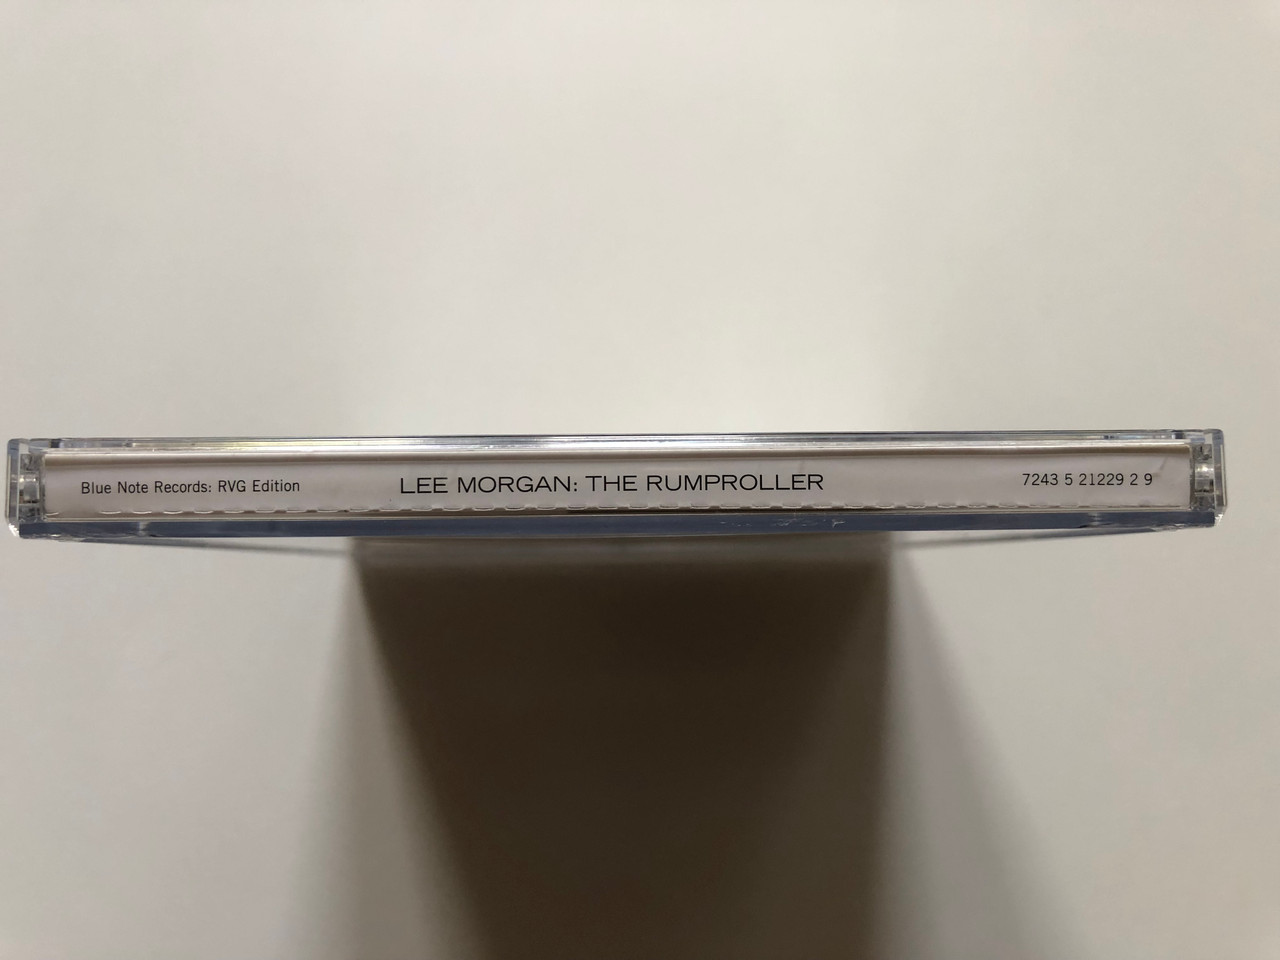 Blue Note Records: RVG Edition LEE MORGAN: THE RUMPROLLER 7243 5 21229 2 9